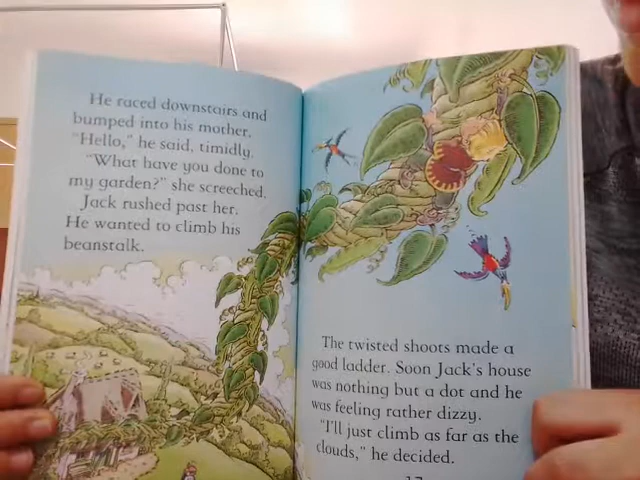 He raced downstairs and
bumped into his mother.
"Hello," he said, timidly.
"What have you done to
my garden?" she screeched.
Jack rushed past her.
He wanted to climb his
beanstalk.
The twisted shoots made a
good ladder. Soon Jack's house
was nothing but a dot and he
was feeling rather dizzy.
"I'll just climb as far as the
clouds," he decided.